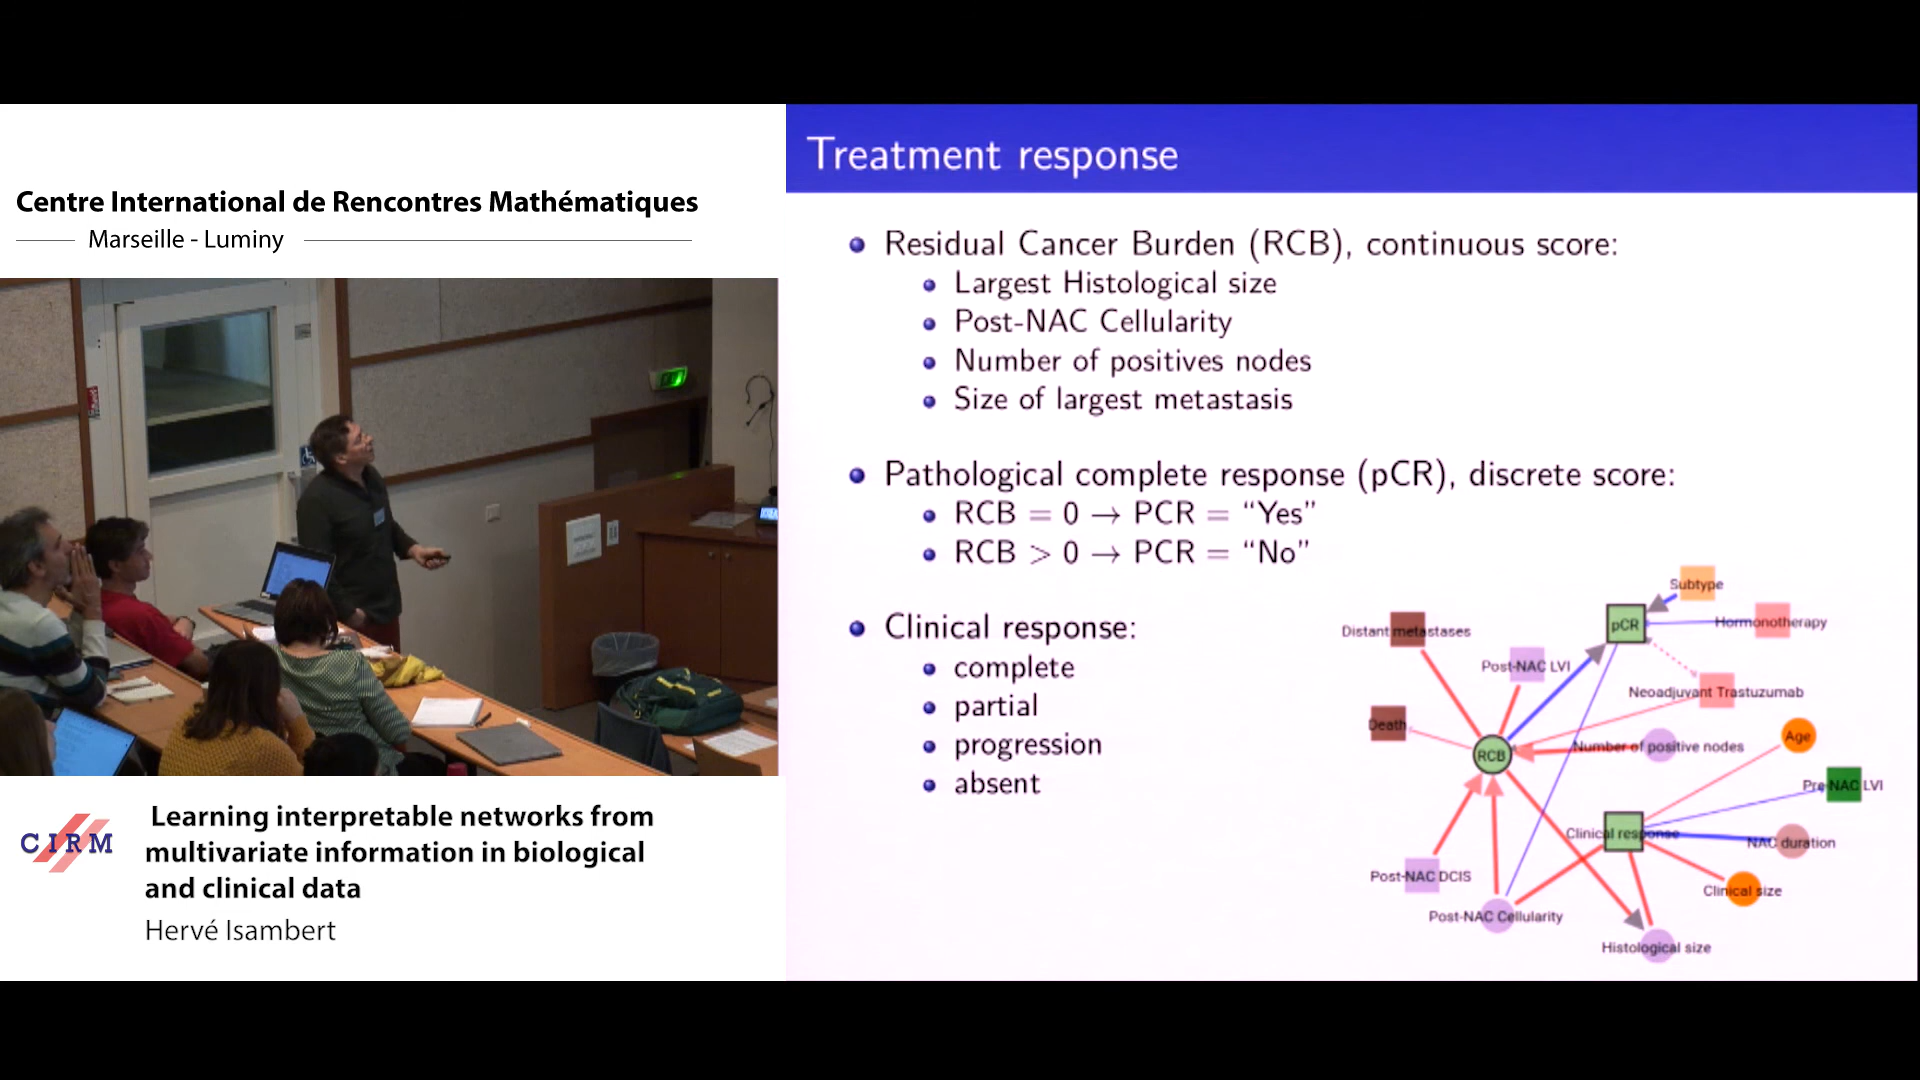 Centre International de Rencontres Mathématiques
Marseille - Luminy
CIRM
Learning interpretable networks from
multivariate information in biological
and clinical data
Hervé Isambert
Treatment response
Residual Cancer Burden (RCB), continuous score:
Largest Histological size
Post-NAC Cellularity
Number of positives nodes
Size of largest metastasis
Pathological complete response (pCR), discrete score:
RCB = 0 → PCR = “Yes”
RCB > 0 → PCR = “No”
Clinical response:
complete
partial
progression
absent
Subtype
pCR
Hormonotherapy
Distant metastases
Post-NAC LVI
Neoadjuvant Trastuzumab
Death
Age
RCB
Number of positive nodes
Pre-NAC LVI
Clinical response
NAC duration
Post-NAC DCIS
Clinical size
Post-NAC Cellularity
Histological size